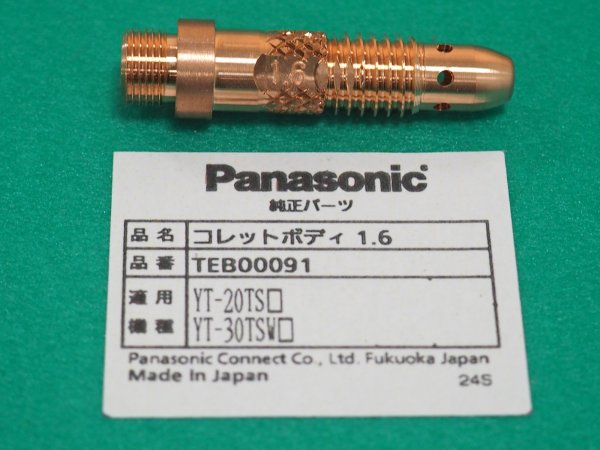 1.6
Panasonic
純正パーツ
品名 コレットボディ 1.6
品番 TEB00091
適用 YT-20TS□
機種 YT-30TSW□
Panasonic Connect Co., Ltd. Fukuoka Japan
Made In Japan
24S